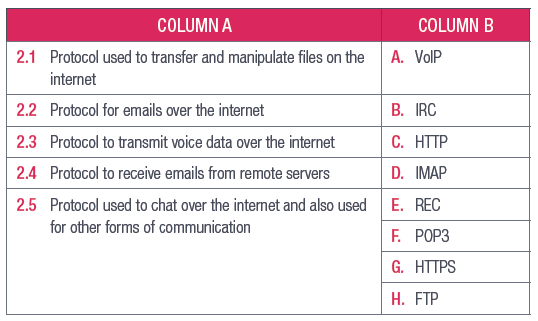 COLUMN A COLUMN B
2.1 Protocol used to transfer and manipulate files on the
internet
A. VoIP
2.2 Protocol for emails over the internet B. IRC
2.3 Protocol to transmit voice data over the internet C. HTTP
2.4 Protocol to receive emails from remote servers D. IMAP
2.5 Protocol used to chat over the internet and also used
for other forms of communication
E. REC
F. POP3
G. HTTPS
H. FTP